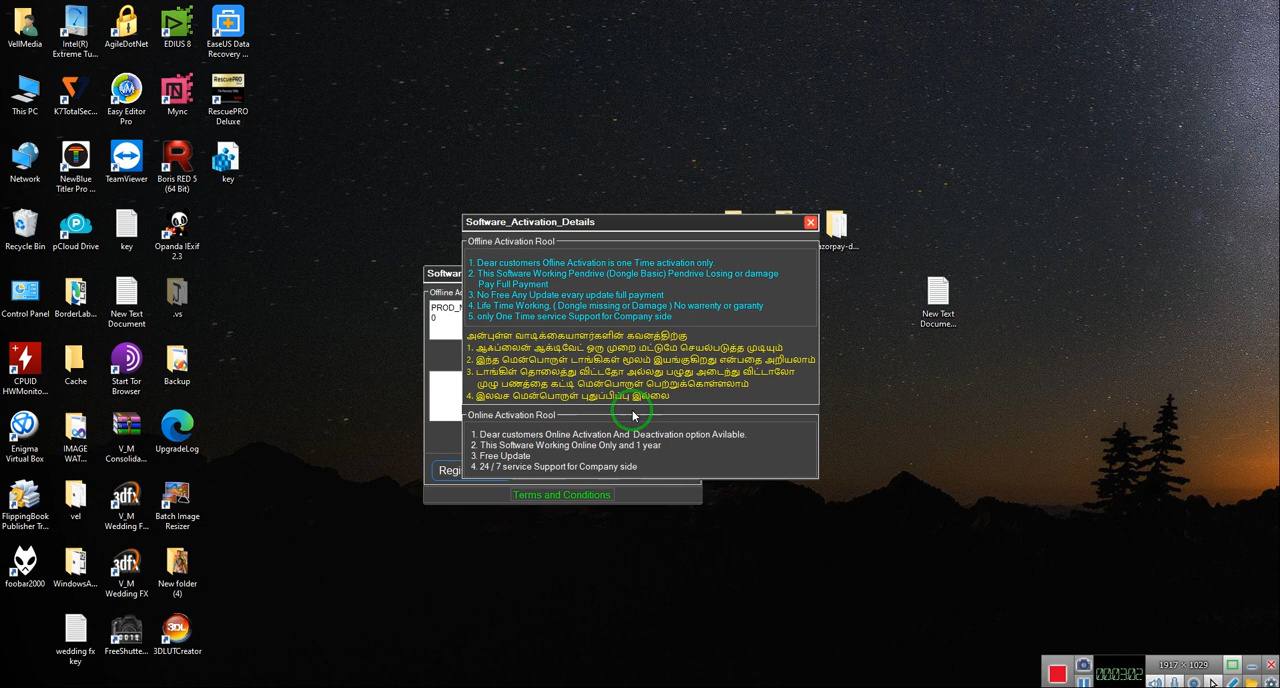 VellMedia
Intel(R)
Extreme Tu...
AgileDotNet
EDIUS 8
EaseUS Data
Recovery ...
This PC
K7TotalSec...
Easy Editor
Pro
Mync
RescuePRO
RescuePRO
Deluxe
Network
NewBlue
Titler Pro ...
TeamViewer
Boris RED 5
(64 Bit)
key
Recycle Bin
pCloud Drive
key
Opanda IExif
2.3
Control Panel
BorderLab...
New Text
Document
.vs
CPUID
HWMonito...
Cache
Start Tor
Browser
Backup
Enigma
Virtual Box
IMAGE
WAT...
V_M
Consolida...
UpgradeLog
FlippingBook
Publisher Tr...
vel
V_M
Wedding F...
Batch Image
Resizer
foobar2000
WindowsA...
V_M
Wedding FX
New folder
(4)
wedding fx
key
FreeShutte...
3DLUTCreator
azorpay-d...
New Text
Docume...
Software_Activation_Details
Offline Activation Rool
1. Dear customers Offline Activation is one Time activation only.
2. This Software Working Pendrive (Dongle Basic) Pendrive Losing or damage
Pay Full Payment
3. No Free Any Update evary update full payment
4. Life Time Working. ( Dongle missing or Damage ) No warrenty or garanty
5. only One Time service Support for Company side
அன்புள்ள வாடிக்கையாளர்களின் கவனத்திற்கு
1. ஆஃப்லைன் ஆக்டிவேட் ஒரு முறை மட்டுமே செயல்படுத்த முடியும்
2. இந்த மென்பொருள் டாங்கிகள் மூலம் இயங்குகிறது என்பதை அறியலாம்
3. டாங்கிள் தொலைத்து விட்டதோ அல்லது பழுது அடைந்து விட்டாலோ
முழு பணத்தை கட்டி மென்பொருள் பெற்றுக்கொள்ளலாம்
4. இலவச மென்பொருள் புதுப்பிப்பு இல்லை
Online Activation Rool
1. Dear customers Online Activation And Deactivation option Avilable.
2. This Software Working Online Only and 1 year
3. Free Update
4. 24 / 7 service Support for Company side
Softwar
Offline A
PROD_N
0
Regi
Terms and Conditions
000302
1917 × 1029